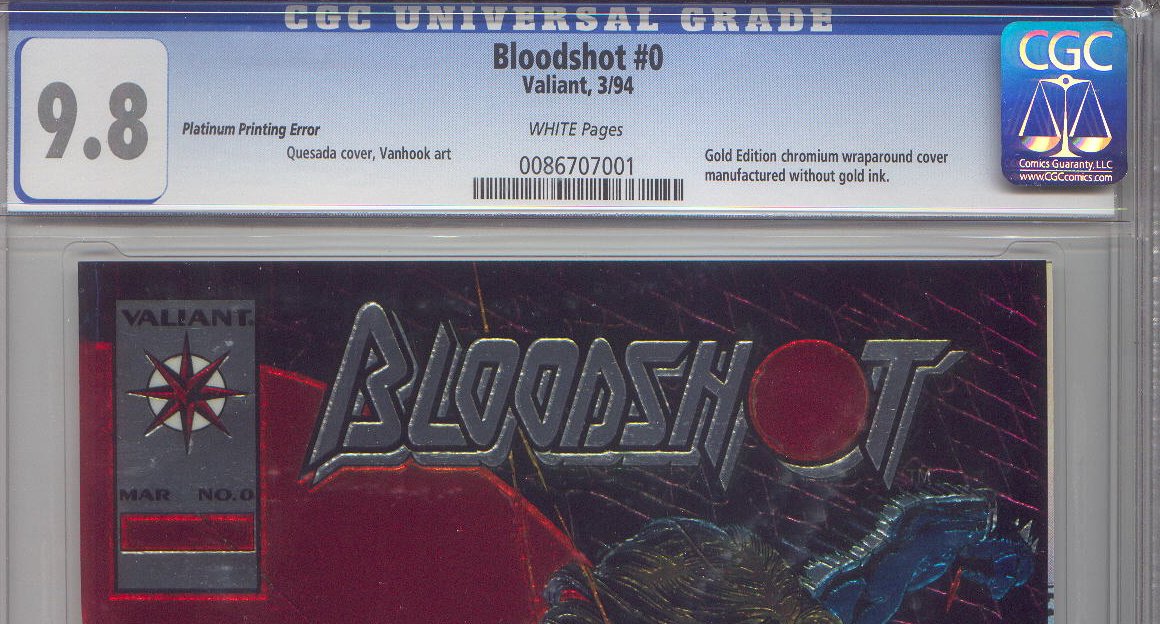 CGC UNIVERSAL GRADE
9.8
Bloodshot #0
Valiant, 3/94
Platinum Printing Error
WHITE Pages
Quesada cover, Vanhook art
0086707001
Gold Edition chromium wraparound cover
manufactured without gold ink.
CGC
Comics Guaranty, LLC
www.CGCcomics.com
VALIANT.
BLOODSHOT
MAR NO.0